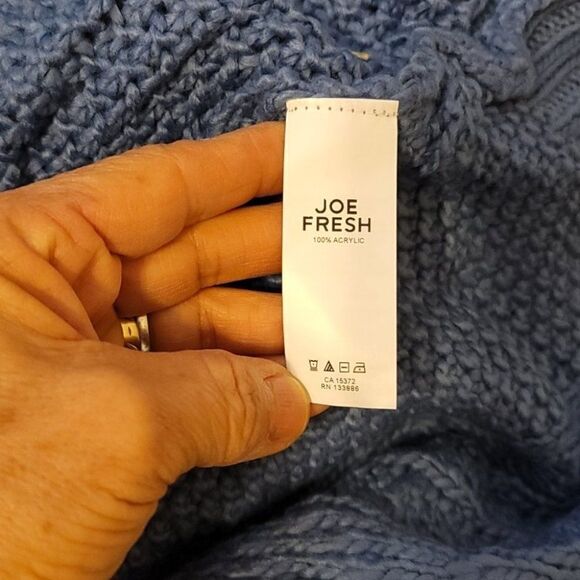 JOE
FRESH
100% ACRYLIC
CA 15372
RN 133886